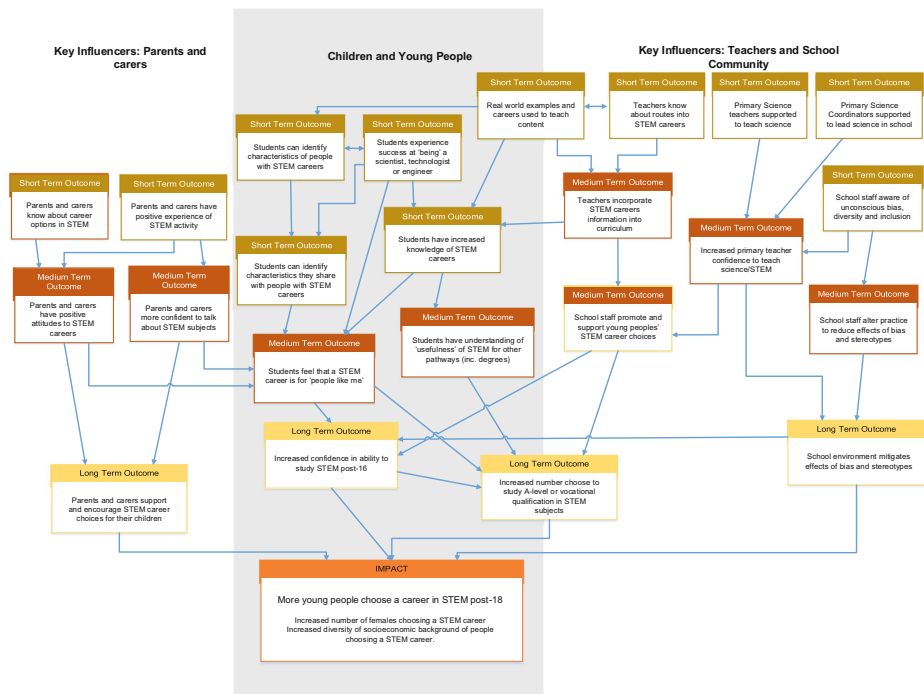 Key Influencers: Parents and
carers
Children and Young People
Key Influencers: Teachers and School
Community
Short Term Outcome
Real world examples and
careers used to teach
content
Short Term Outcome
Teachers know
about routes into
STEM careers
Short Term Outcome
Primary Science
teachers supported
to teach science
Short Term Outcome
Primary Science
Coordinators supported
to lead science in school
Short Term Outcome
Students can identify
characteristics of people
with STEM careers
Short Term Outcome
Students experience
success at 'being' a
scientist, technologist
or engineer
Short Term Outcome
Parents and carers
know about career
options in STEM
Short Term Outcome
Parents and carers have
positive experience of
STEM activity
Medium Term Outcome
Teachers incorporate
STEM careers
information into
curriculum
Short Term Outcome
School staff aware of
unconscious bias,
diversity and inclusion
Short Term Outcome
Students have increased
knowledge of STEM
careers
Medium Term Outcome
Increased primary teacher
confidence to teach
science/STEM
Short Term Outcome
Students can identify
characteristics they share
with people with STEM
careers
Medium Term
Outcome
Parents and carers
have positive
attitudes to STEM
careers
Medium Term
Outcome
Parents and carers
more confident to talk
about STEM subjects
Medium Term Outcome
School staff promote and
support young peoples'
STEM career choices
Medium Term Outcome
School staff alter practice
to reduce effects of bias
and stereotypes
Medium Term Outcome
Students have understanding of
'usefulness' of STEM for other
pathways (inc. degrees)
Medium Term Outcome
Students feel that a STEM
career is for 'people like me'
Long Term Outcome
Increased confidence in ability to
study STEM post-16
Long Term Outcome
School environment mitigates
effects of bias and stereotypes
Long Term Outcome
Increased number choose to
study A-level or vocational
qualification in STEM
subjects
Long Term Outcome
Parents and carers support
and encourage STEM career
choices for their children
IMPACT
More young people choose a career in STEM post-18
Increased number of females choosing a STEM career
Increased diversity of socioeconomic background of people
choosing a STEM career.